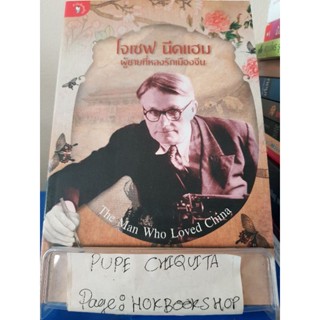 โจเซฟ นีดแฮม
ผู้ชายที่หลงรักเมืองจีน
The Man Who Loved China
PUPE CHIQUITA
Page: HOKBOOKSHOP